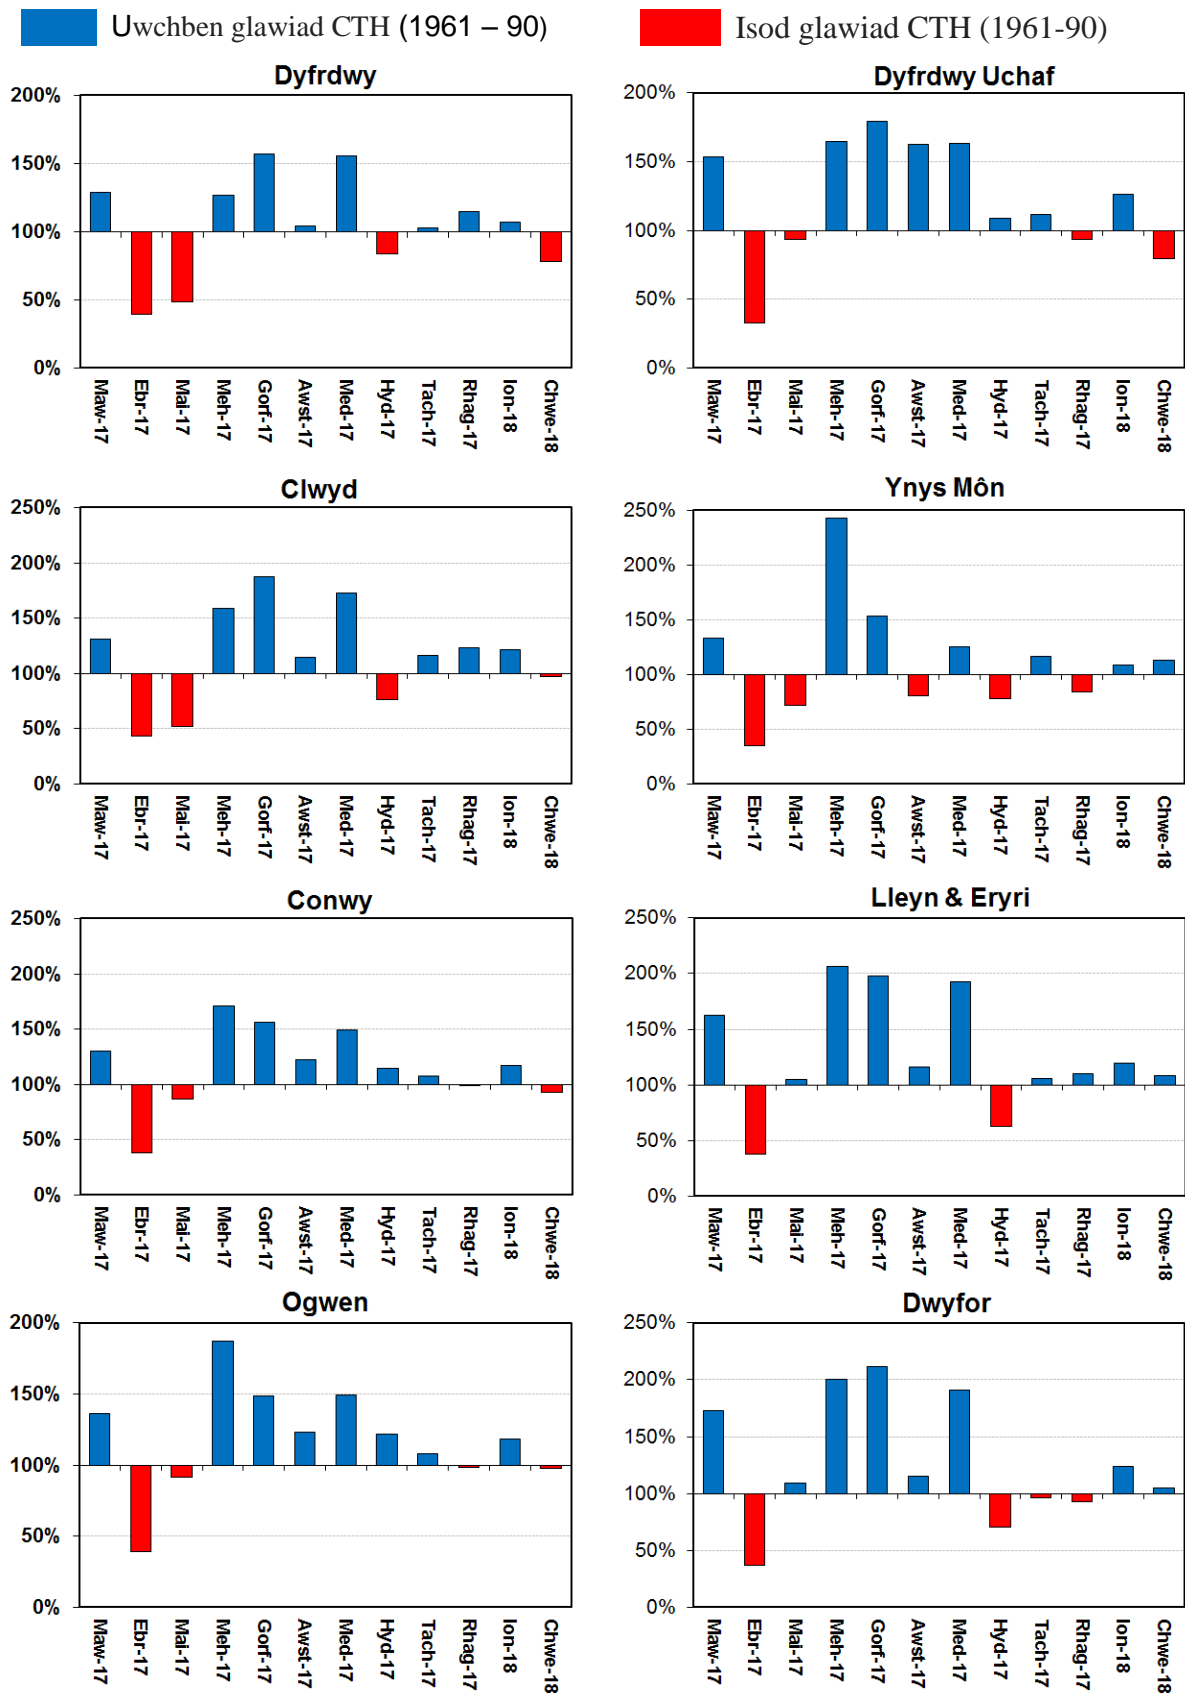 Uwchben glawiad CTH (1961 – 90)
Isod glawiad CTH (1961-90)
Dyfrdwy
200%
150%
100%
50%
0%
Maw-17
Ebr-17
Mai-17
Meh-17
Gorf-17
Awst-17
Med-17
Hyd-17
Tach-17
Rhag-17
Ion-18
Chwe-18
Dyfrdwy Uchaf
200%
150%
100%
50%
0%
Maw-17
Ebr-17
Mai-17
Meh-17
Gorf-17
Awst-17
Med-17
Hyd-17
Tach-17
Rhag-17
Ion-18
Chwe-18
Clwyd
250%
200%
150%
100%
50%
0%
Maw-17
Ebr-17
Mai-17
Meh-17
Gorf-17
Awst-17
Med-17
Hyd-17
Tach-17
Rhag-17
Ion-18
Chwe-18
Ynys Môn
250%
200%
150%
100%
50%
0%
Maw-17
Ebr-17
Mai-17
Meh-17
Gorf-17
Awst-17
Med-17
Hyd-17
Tach-17
Rhag-17
Ion-18
Chwe-18
Conwy
250%
200%
150%
100%
50%
0%
Maw-17
Ebr-17
Mai-17
Meh-17
Gorf-17
Awst-17
Med-17
Hyd-17
Tach-17
Rhag-17
Ion-18
Chwe-18
Lleyn & Eryri
250%
200%
150%
100%
50%
0%
Maw-17
Ebr-17
Mai-17
Meh-17
Gorf-17
Awst-17
Med-17
Hyd-17
Tach-17
Rhag-17
Ion-18
Chwe-18
Ogwen
200%
150%
100%
50%
0%
Maw-17
Ebr-17
Mai-17
Meh-17
Gorf-17
Awst-17
Med-17
Hyd-17
Tach-17
Rhag-17
Ion-18
Chwe-18
Dwyfor
250%
200%
150%
100%
50%
0%
Maw-17
Ebr-17
Mai-17
Meh-17
Gorf-17
Awst-17
Med-17
Hyd-17
Tach-17
Rhag-17
Ion-18
Chwe-18